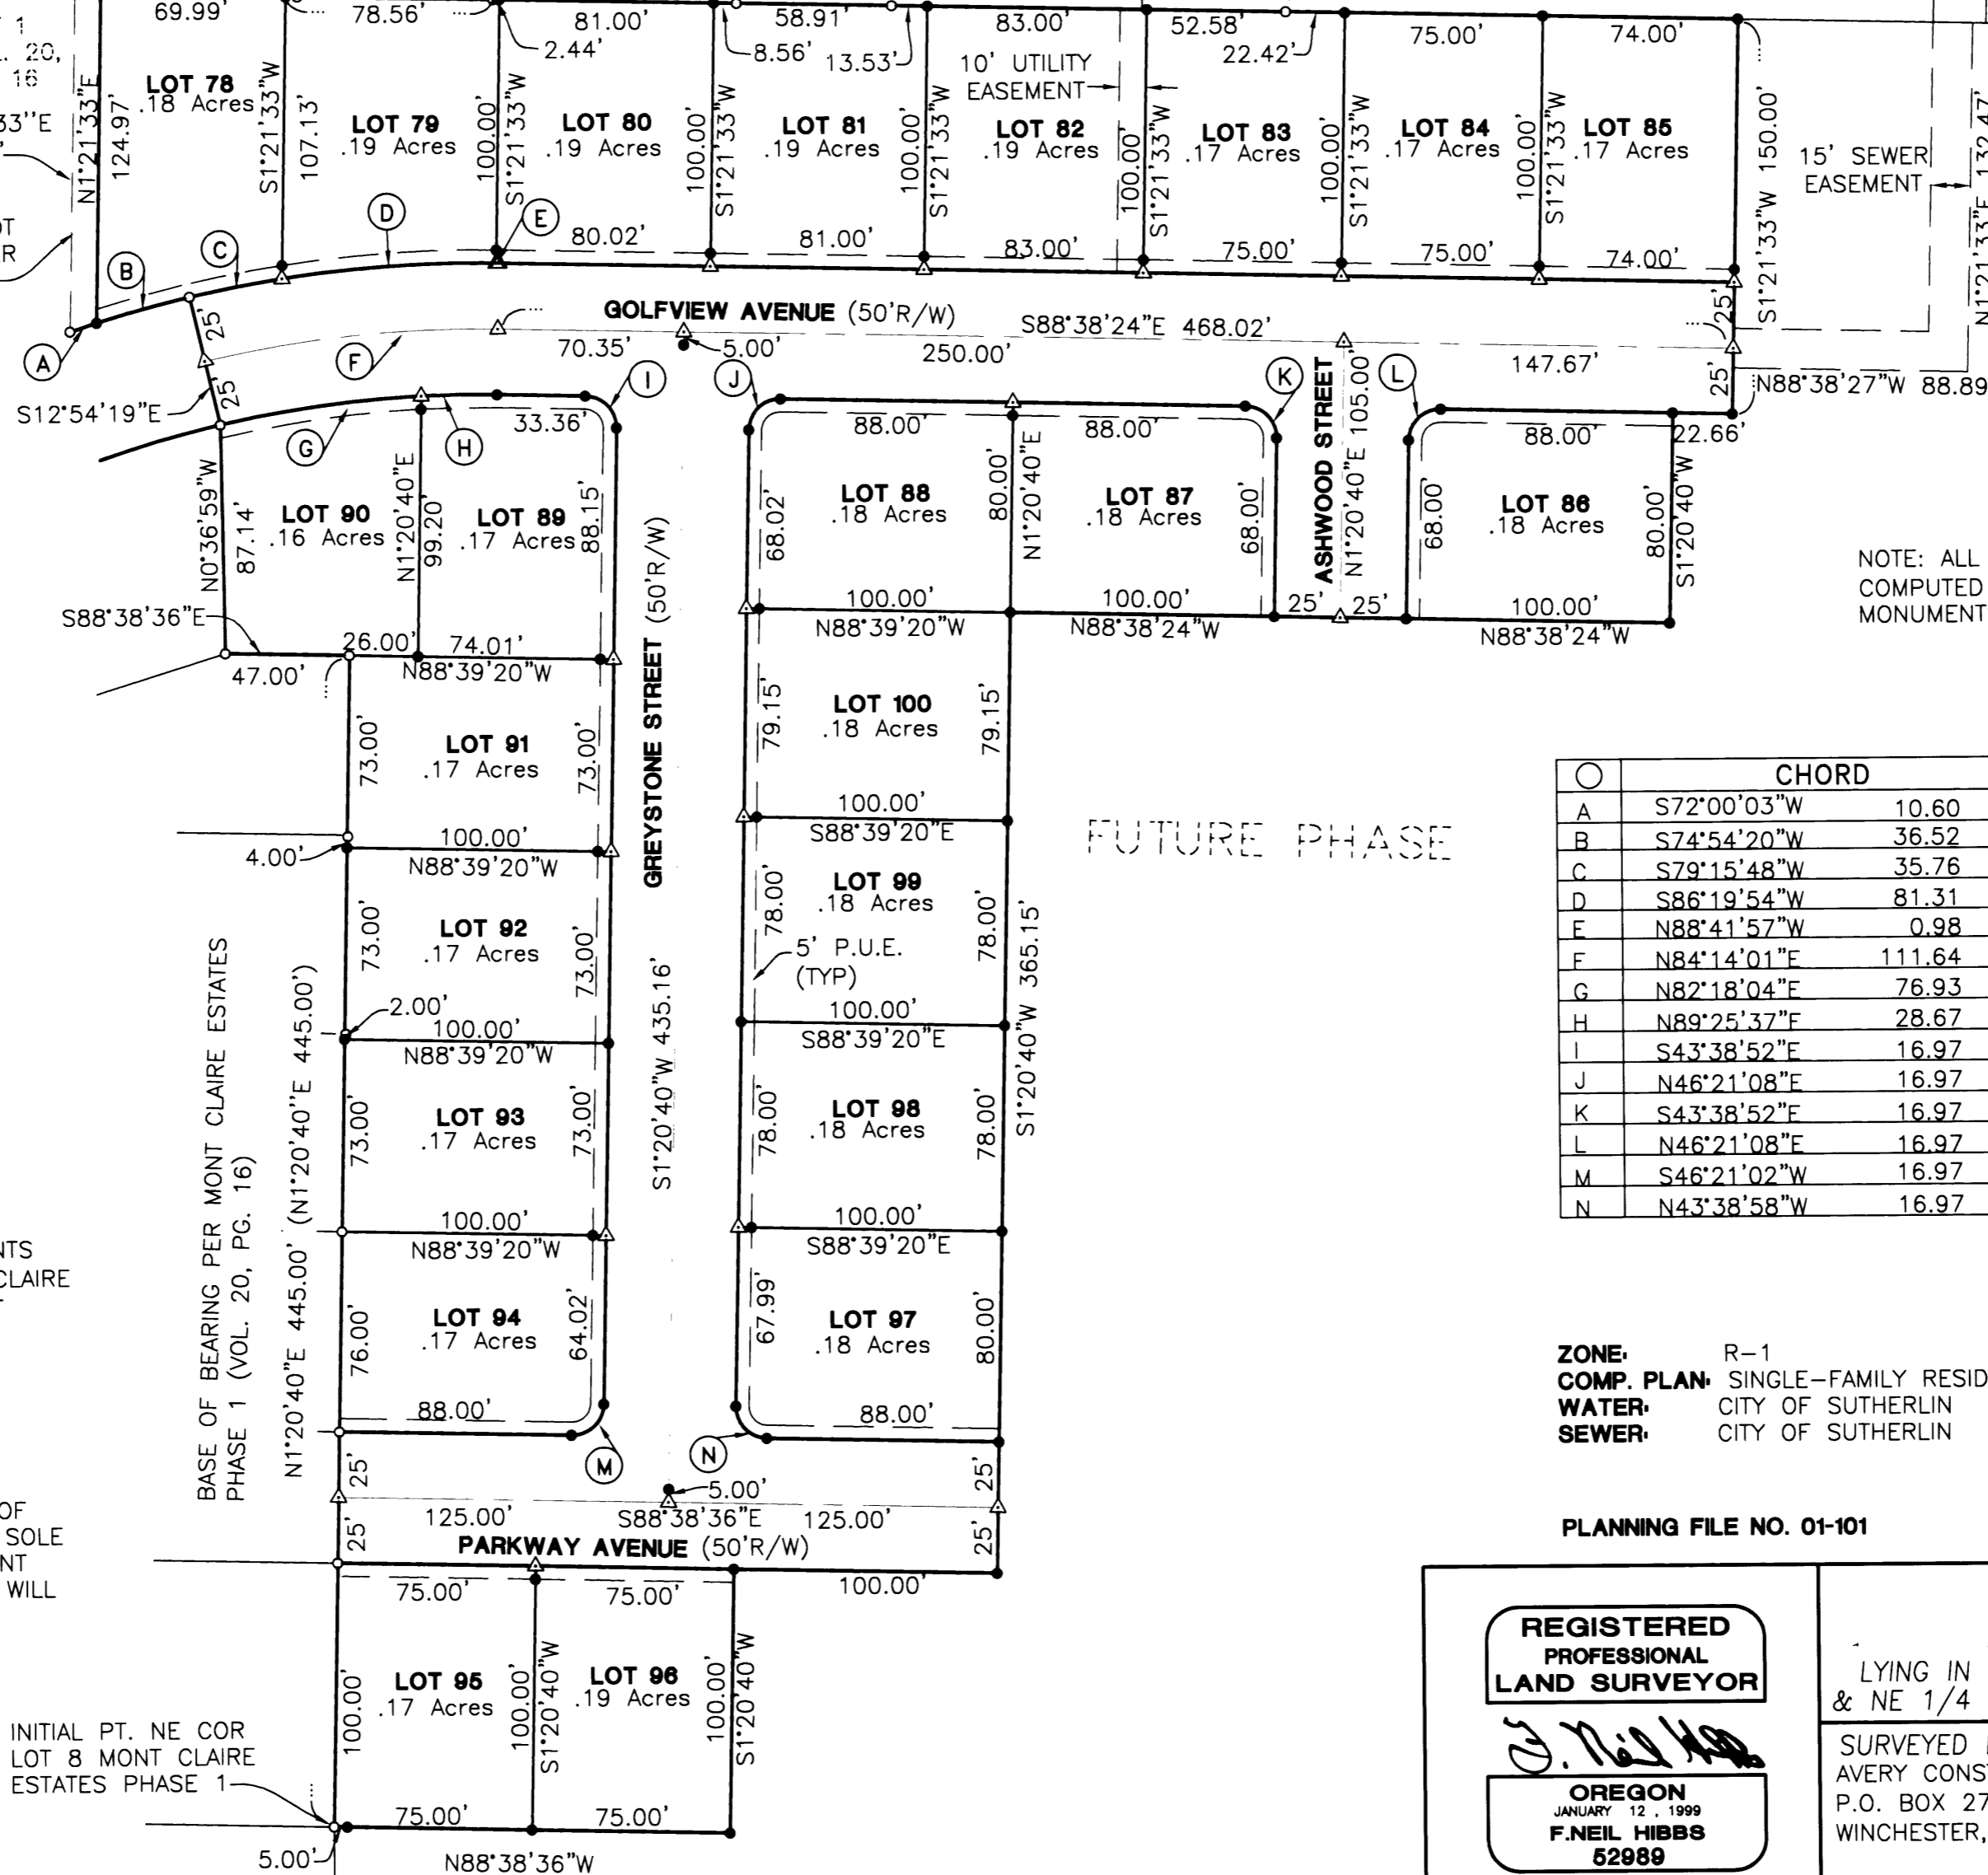 69.99'
78.56'
81.00'
58.91'
83.00'
52.58'
75.00'
74.00'
2.44'
8.56'
13.53'
22.42'
1
20,
16
33"E
N1°21'33"E
124.97'
LOT 78
.18 Acres
S1°21'33"W
107.13'
LOT 79
.19 Acres
100.00'
S1°21'33"W
LOT 80
.19 Acres
100.00'
S1°21'33"W
LOT 81
.19 Acres
100.00'
S1°21'33"W
10' UTILITY
EASEMENT
LOT 82
.19 Acres
100.00'
S1°21'33"W
LOT 83
.17 Acres
100.00'
S1°21'33"W
LOT 84
.17 Acres
100.00'
S1°21'33"W
LOT 85
.17 Acres
S1°21'33"W 150.00'
15' SEWER
EASEMENT
N1°21'33"E 132.47'
A
B
C
D
E
80.02'
81.00'
83.00'
75.00'
75.00'
74.00'
25'
25'
S12°54'19"E
GOLFVIEW AVENUE (50'R/W)
S88°38'24"E 468.02'
70.35'
5.00'
250.00'
147.67'
25'
25'
N88°38'27"W 88.89
F
G
H
I
J
K
L
33.36'
88.00'
88.00'
88.00'
22.66'
ASHWOOD STREET
N1°20'40"E 105.00'
N0°36'59"W
87.14'
LOT 90
.16 Acres
N1°20'40"E
99.20'
LOT 89
.17 Acres
88.15'
68.02'
LOT 88
.18 Acres
80.00'
N1°20'40"E
LOT 87
.18 Acres
68.00'
68.00'
LOT 86
.18 Acres
80.00'
S1°20'40"W
NOTE: ALL
COMPUTED
MONUMENT
S88°38'36"E
47.00'
26.00'
74.01'
N88°39'20"W
100.00'
N88°39'20"W
100.00'
N88°38'24"W
25'
25'
100.00'
N88°38'24"W
GREYSTONE STREET (50'R/W)
S1°20'40"W 435.16'
73.00'
LOT 91
.17 Acres
73.00'
4.00'
100.00'
N88°39'20"W
73.00'
LOT 92
.17 Acres
73.00'
2.00'
100.00'
N88°39'20"W
73.00'
LOT 93
.17 Acres
73.00'
100.00'
N88°39'20"W
76.00'
LOT 94
.17 Acres
64.02'
88.00'
M
79.15'
LOT 100
.18 Acres
79.15'
100.00'
S88°39'20"E
78.00'
LOT 99
.18 Acres
78.00'
5' P.U.E.
(TYP)
100.00'
S88°39'20"E
S1°20'40"W 365.15'
78.00'
LOT 98
.18 Acres
78.00'
100.00'
S88°39'20"E
67.99'
LOT 97
.18 Acres
80.00'
88.00'
N
FUTURE PHASE
CHORD
A S72°00'03"W 10.60
B S74°54'20"W 36.52
C S79°15'48"W 35.76
D S86°19'54"W 81.31
E N88°41'57"W 0.98
F N84°14'01"E 111.64
G N82°18'04"E 76.93
H N89°25'37"E 28.67
I S43°38'52"E 16.97
J N46°21'08"E 16.97
K S43°38'52"E 16.97
L N46°21'08"E 16.97
M S46°21'02"W 16.97
N N43°38'58"W 16.97
BASE OF BEARING PER MONT CLAIRE ESTATES
PHASE 1 (VOL. 20, PG. 16)
N1°20'40"E 445.00' (N1°20'40"E 445.00')
CLAIRE
OF
SOLE
WILL
25'
25'
25'
25'
5.00'
125.00'
S88°38'36"E
125.00'
PARKWAY AVENUE (50'R/W)
75.00'
75.00'
100.00'
100.00'
LOT 95
.17 Acres
100.00'
S1°20'40"W
LOT 96
.19 Acres
100.00'
S1°20'40"W
INITIAL PT. NE COR
LOT 8 MONT CLAIRE
ESTATES PHASE 1
5.00'
75.00'
75.00'
N88°38'36"W
ZONE: R-1
COMP. PLAN: SINGLE-FAMILY RESID
WATER: CITY OF SUTHERLIN
SEWER: CITY OF SUTHERLIN
PLANNING FILE NO. 01-101
REGISTERED
PROFESSIONAL
LAND SURVEYOR
OREGON
JANUARY 12, 1999
F.NEIL HIBBS
52989
LYING IN
& NE 1/4
SURVEYED
AVERY CONST
P.O. BOX 27
WINCHESTER,